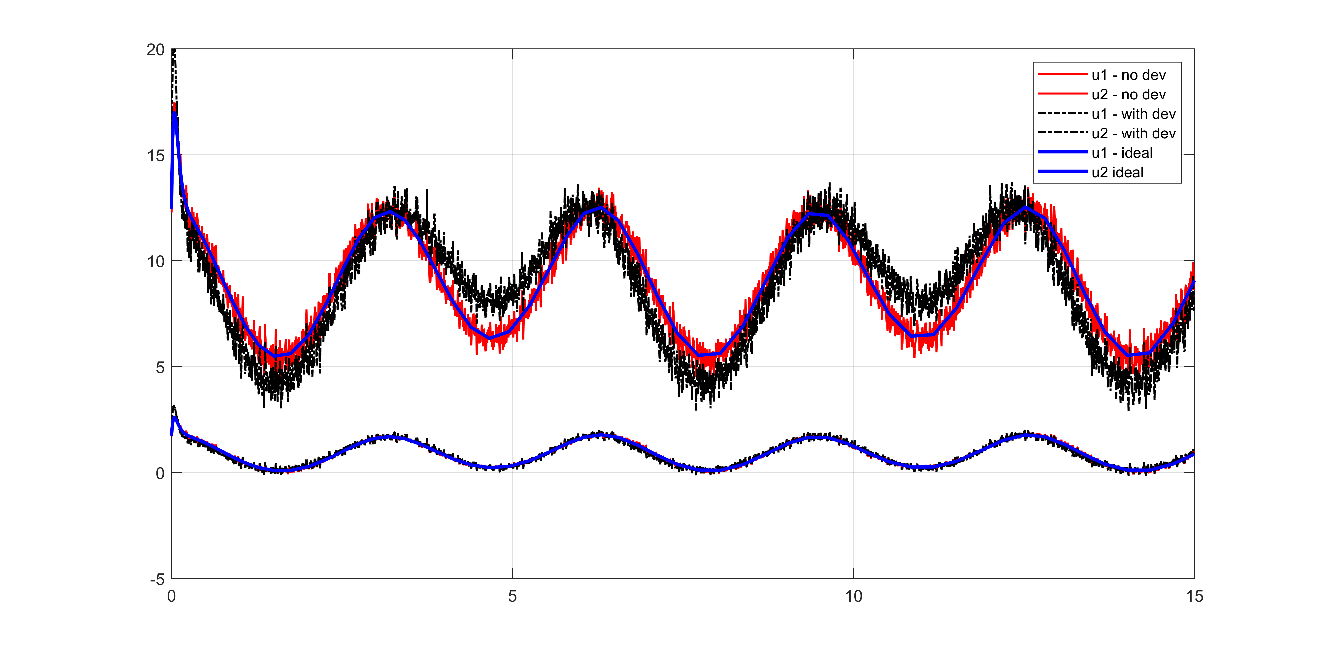 20
15
10
5
0
-5
0
5
10
15
u1 - no dev
u2 - no dev
u1 - with dev
u2 - with dev
u1 - ideal
u2 ideal